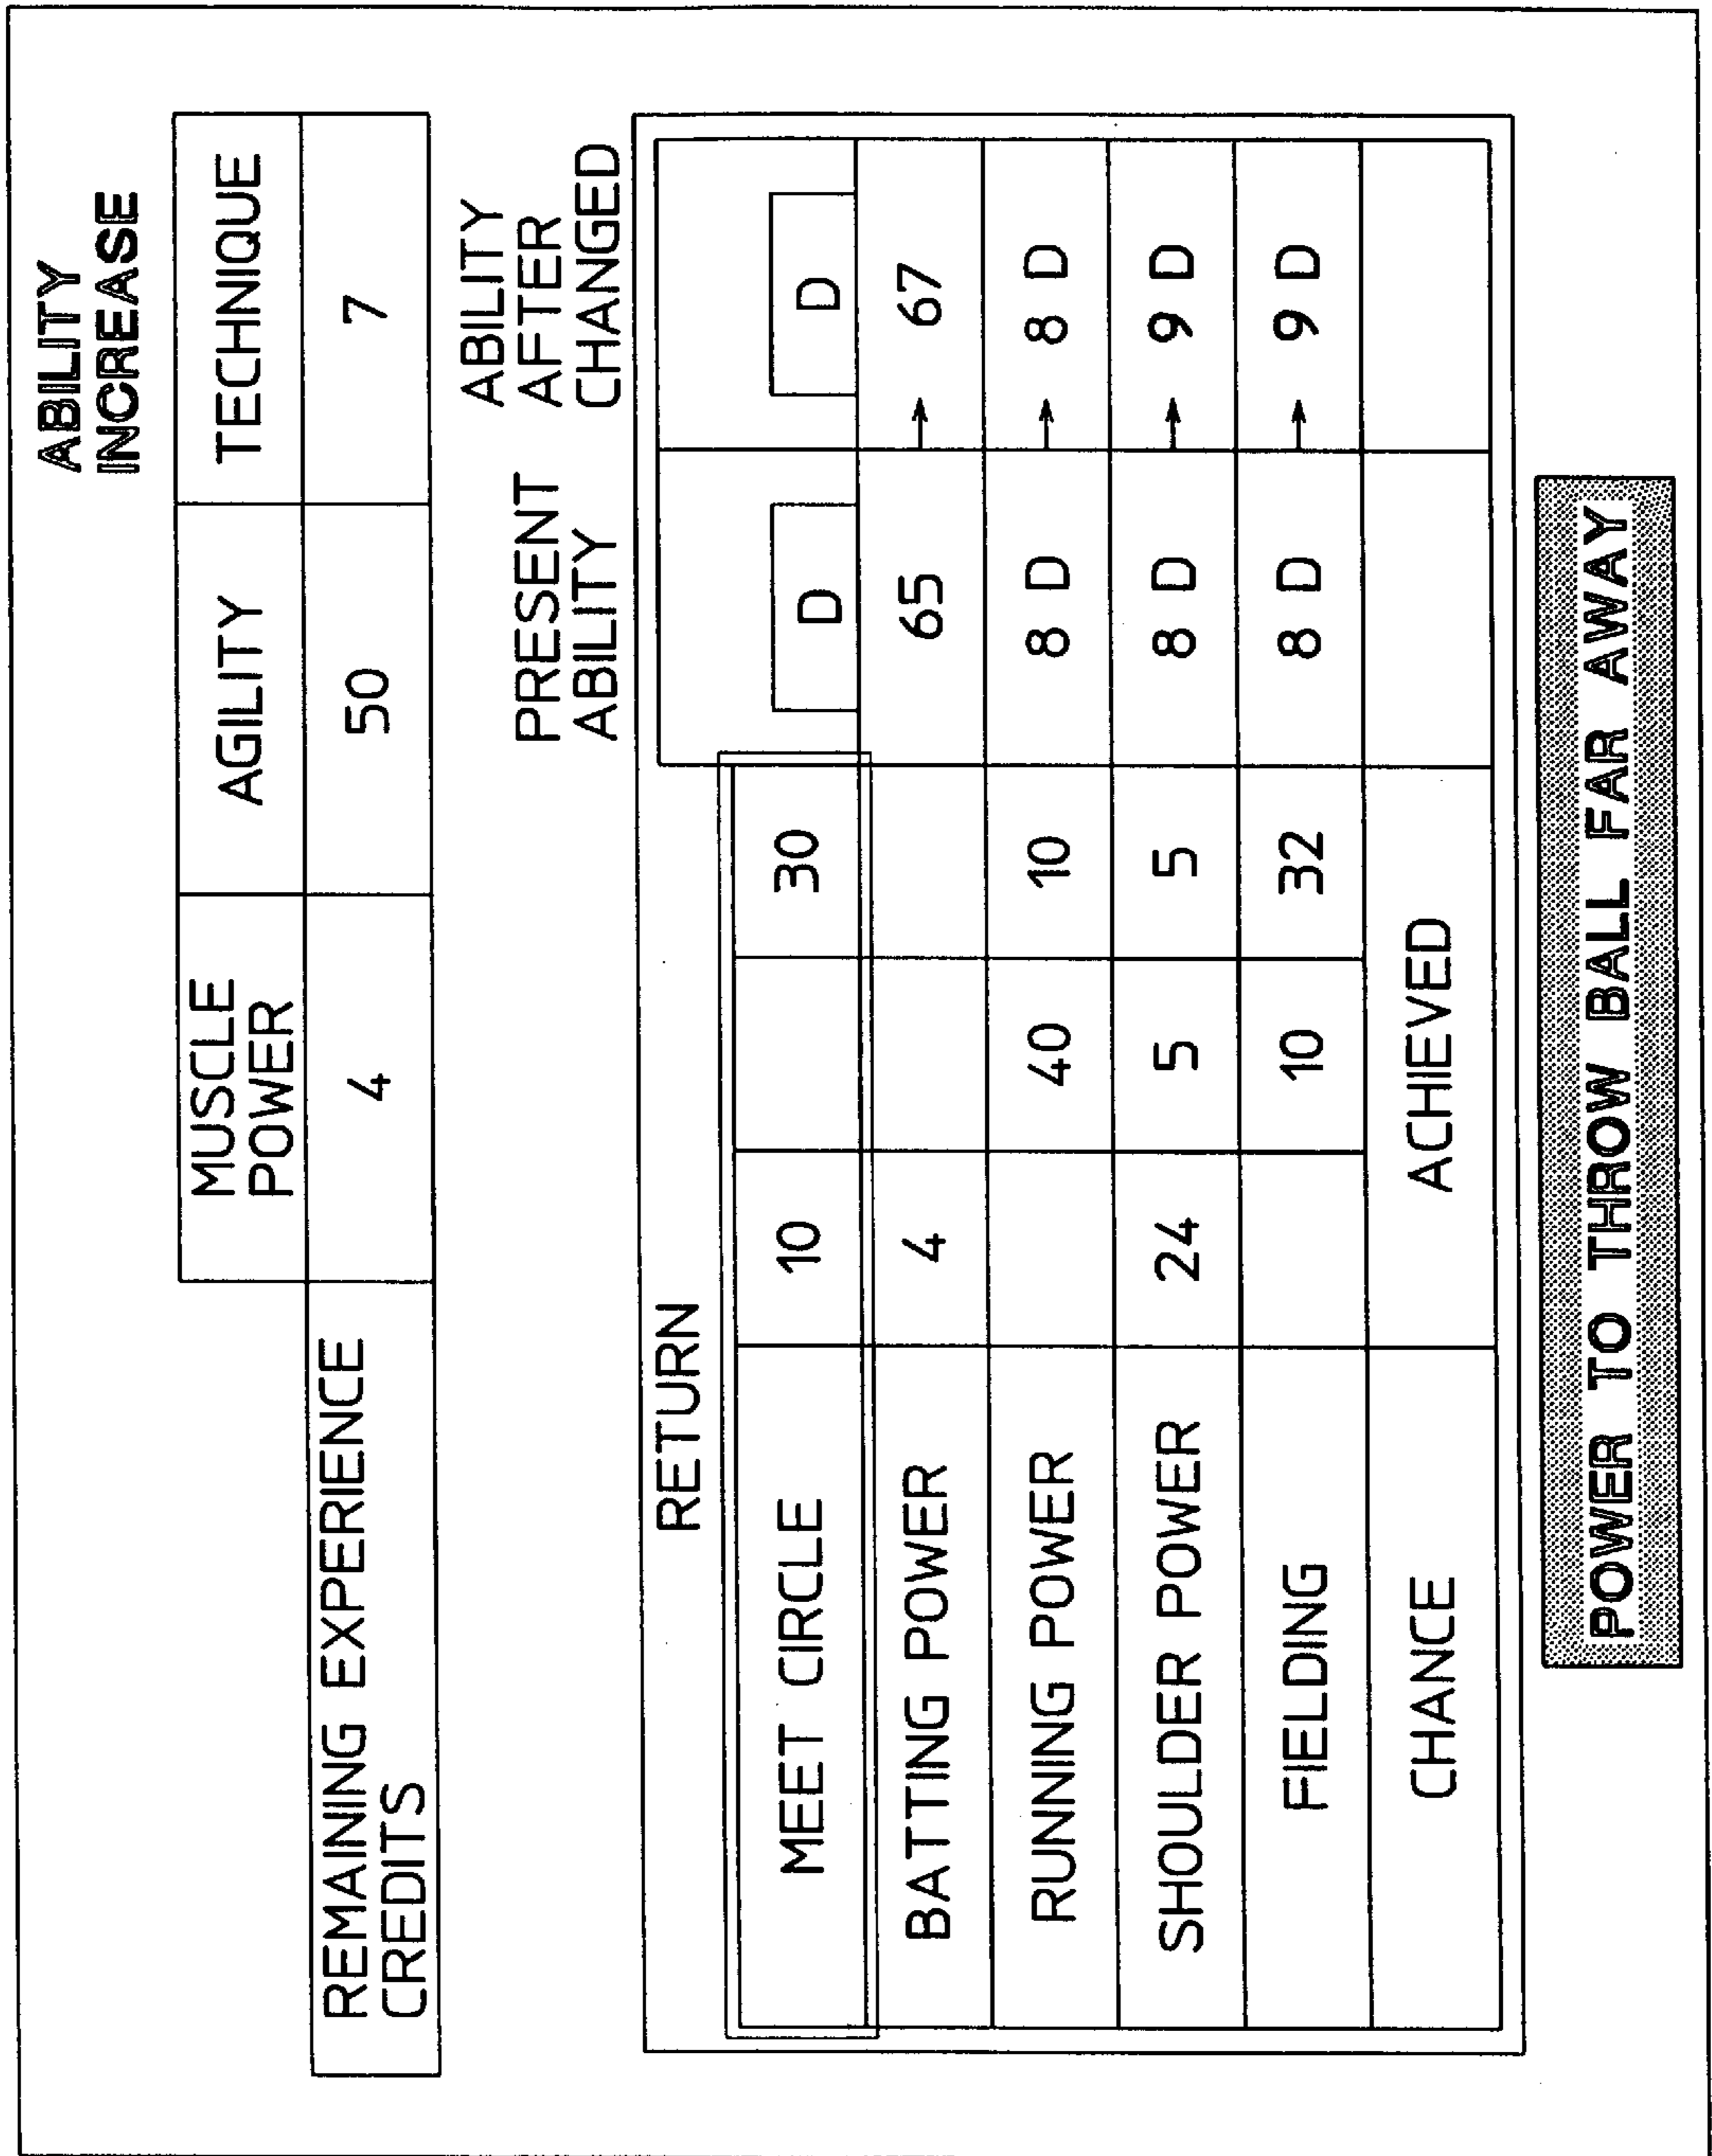 ABILITY
INCREASE
MUSCLE
POWER
AGILITY
TECHNIQUE
REMAINING EXPERIENCE
CREDITS
4
50
7
PRESENT
ABILITY
ABILITY
AFTER
CHANGED
RETURN
MEET CIRCLE 10 30 D D
BATTING POWER 4 65 → 67
RUNNING POWER 40 10 8 D → 8 D
SHOULDER POWER 24 5 5 8 D → 9 D
FIELDING 10 32 8 D → 9 D
CHANCE ACHIEVED
POWER TO THROW BALL FAR AWAY